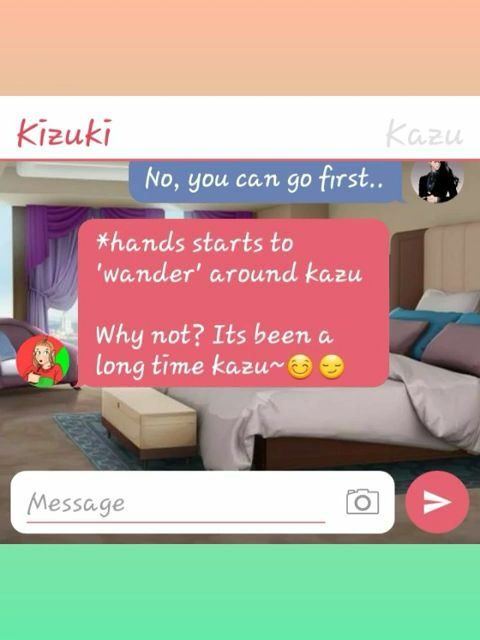 Kizuki Kazu
No, you can go first..
*hands starts to
'wander' around kazu
Why not? Its been a
long time kazu~😊😏
Message